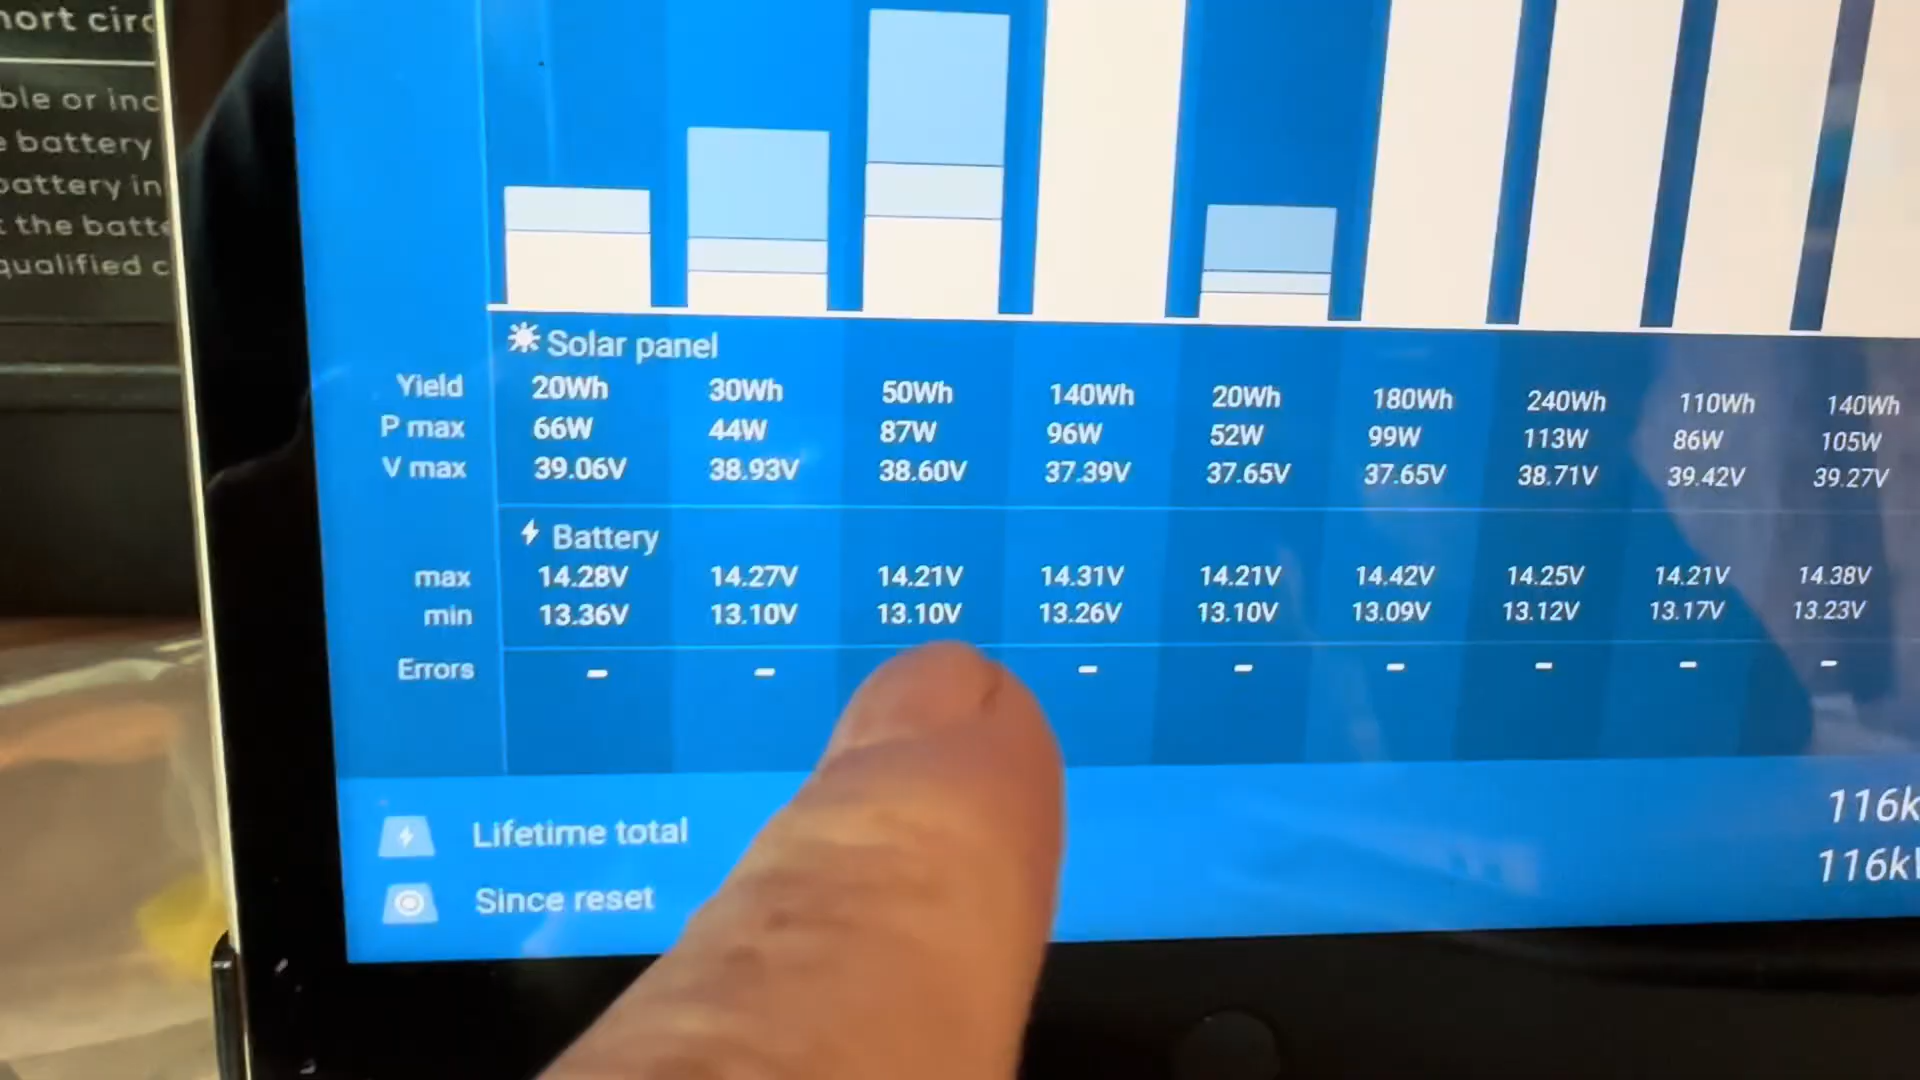 short circ
ble or inc
e battery
battery in
t the batte
qualified c
Solar panel
Yield 20Wh 30Wh 50Wh 140Wh 20Wh 180Wh 240Wh 110Wh 140Wh
P max 66W 44W 87W 96W 52W 99W 113W 86W 105W
V max 39.06V 38.93V 38.60V 37.39V 37.65V 37.65V 38.71V 39.42V 39.27V
Battery
max 14.28V 14.27V 14.21V 14.31V 14.21V 14.42V 14.25V 14.21V 14.38V
min 13.36V 13.10V 13.10V 13.26V 13.10V 13.09V 13.12V 13.17V 13.23V
Errors - - - - - - - -
Lifetime total 116k
Since reset 116k